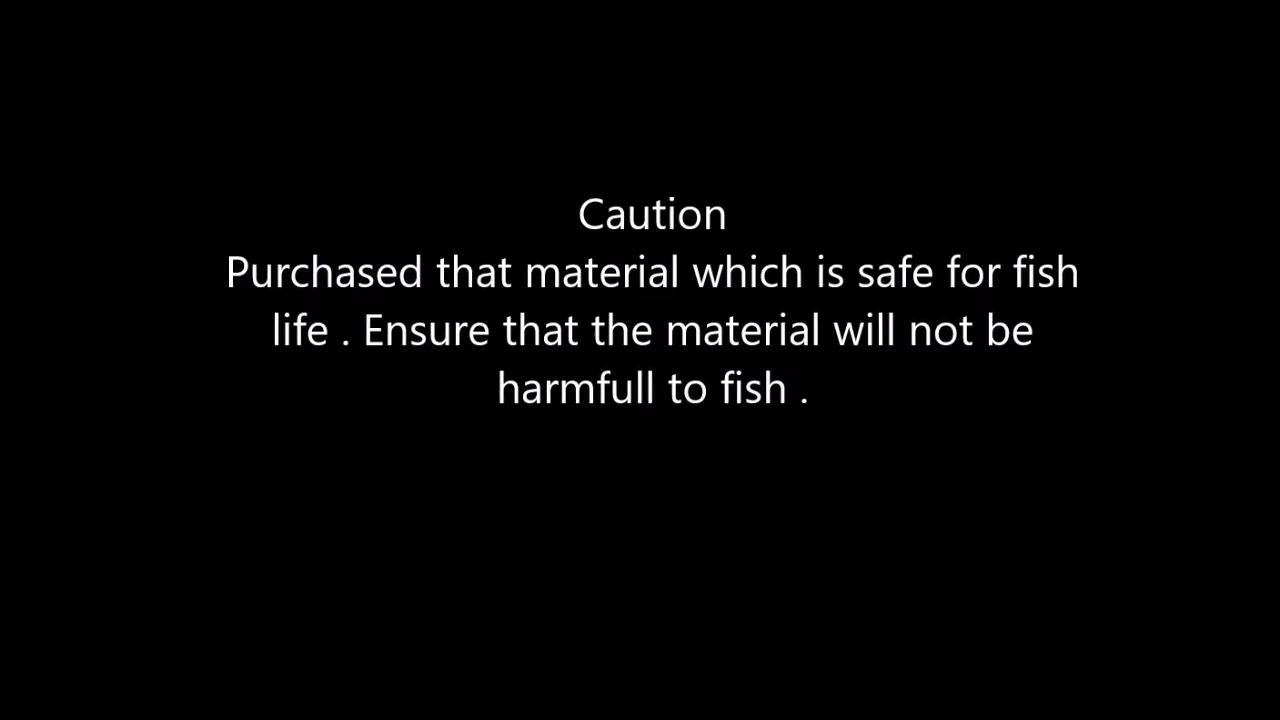 Caution
Purchased that material which is safe for fish
life . Ensure that the material will not be
harmfull to fish .